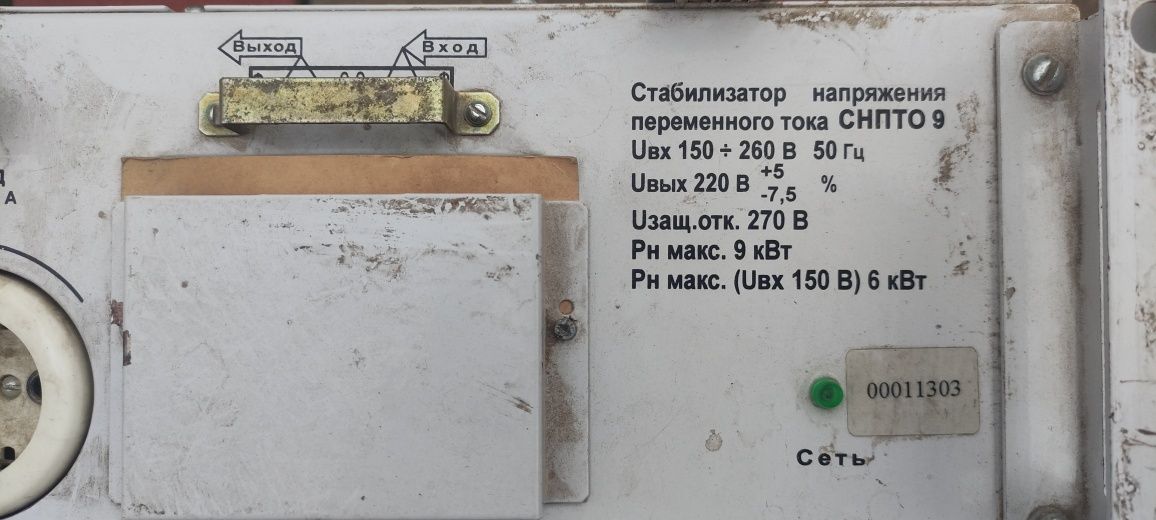 Выход
Вход
Стабилизатор напряжения
переменного тока СНПТО 9
Uвх 150 ÷ 260 В 50 Гц
Uвых 220 В +5 -7,5 %
Uзащ.отк. 270 В
Рн макс. 9 кВт
Рн макс. (Uвх 150 В) 6 кВт
А
00011303
Сеть